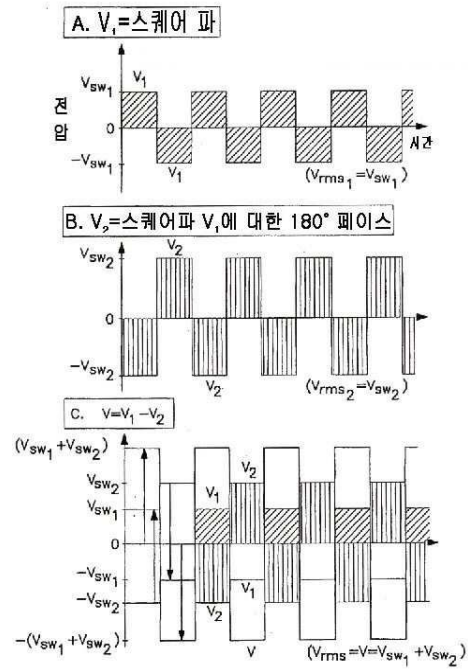 A. V₁=스퀘어 파
V₁
V_SW₁
전압
0
시간
-V_SW₁
V₁
(V_rms₁=V_SW₁)
B. V₂=스퀘어파 V₁에 대한 180° 페이스
V_SW₂
V₂
0
-V_SW₂
V₂
(V_rms₂=V_SW₂)
C. V=V₁-V₂
(V_SW₁+V_SW₂)
V_SW₂
V₂
V_SW₁
V₁
0
-V_SW₁
V₁
-V_SW₂
V₂
-(V_SW₁+V_SW₂)
V
(V_rms=V=V_SW₁+V_SW₂)